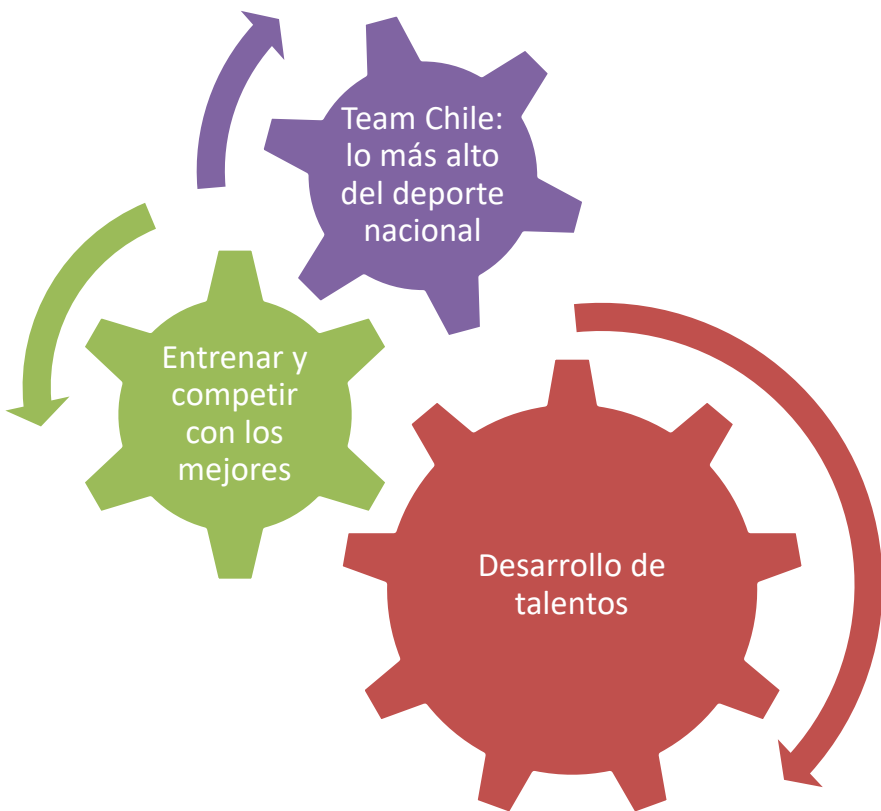 Team Chile:
lo más alto
del deporte
nacional
Entrenar y
competir
con los
mejores
Desarrollo de
talentos